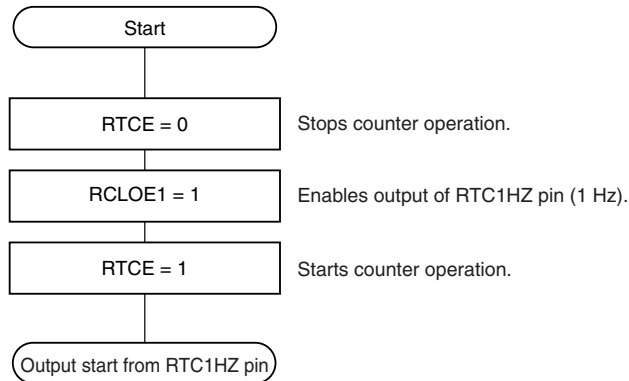 Start
RTCE = 0
Stops counter operation.
RCLOE1 = 1
Enables output of RTC1HZ pin (1 Hz).
RTCE = 1
Starts counter operation.
Output start from RTC1HZ pin